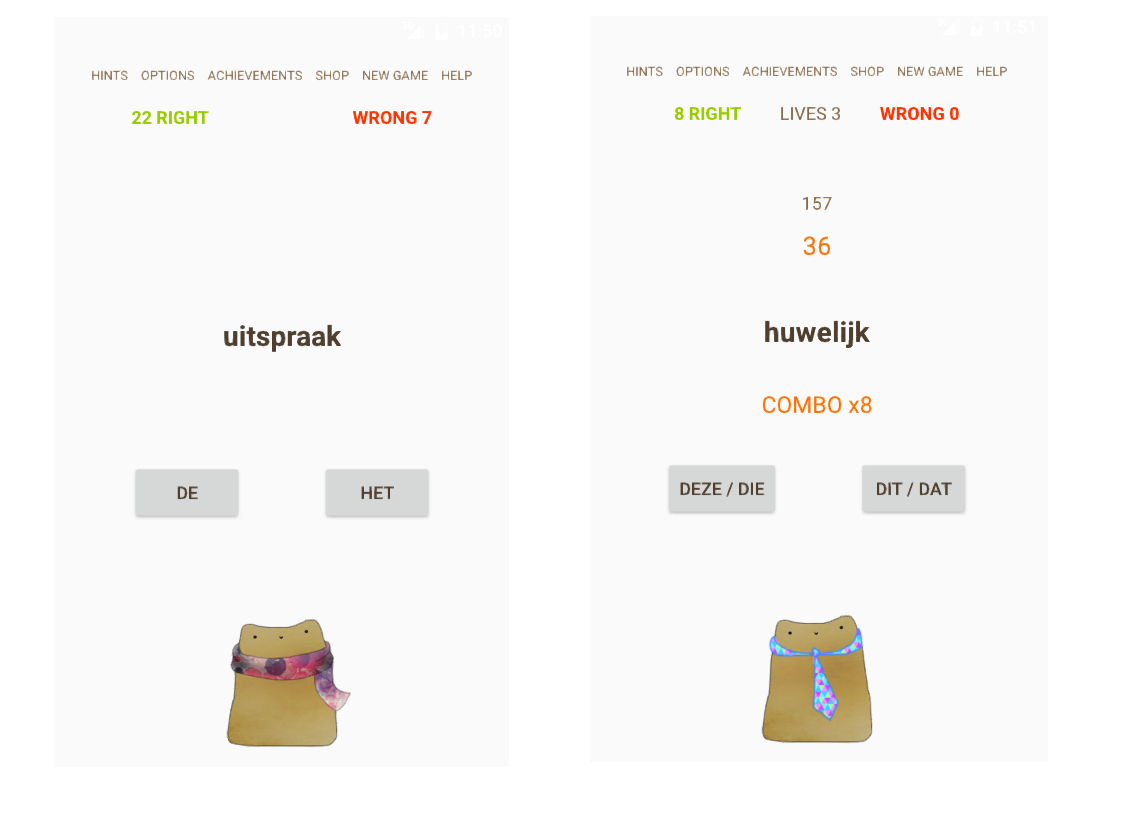 11:50
HINTS OPTIONS ACHIEVEMENTS SHOP NEW GAME HELP
22 RIGHT WRONG 7
uitspraak
DE HET
11:51
HINTS OPTIONS ACHIEVEMENTS SHOP NEW GAME HELP
8 RIGHT LIVES 3 WRONG 0
157
36
huwelijk
COMBO x8
DEZE / DIE DIT / DAT